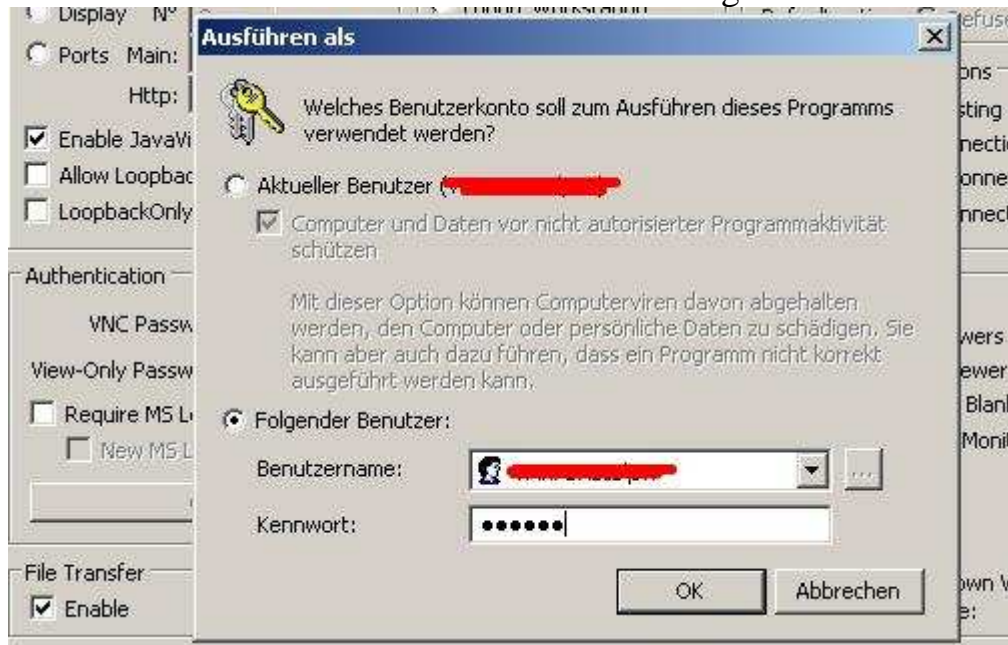 Display N°
Ausführen als
Ports Main:
Http:
Welches Benutzerkonto soll zum Ausführen dieses Programms
verwendet werden?
Enable JavaVi
Allow Loopbac
Aktueller Benutzer (
LoopbackOnly
Computer und Daten vor nicht autorisierter Programmaktivität
schützen
Authentication
Mit dieser Option können Computerviren davon abgehalten
werden, den Computer oder persönliche Daten zu schädigen. Sie
kann aber auch dazu führen, dass ein Programm nicht korrekt
ausgeführt werden kann.
VNC Passw
View-Only Passw
Require MS L
New MS L
Folgender Benutzer:
Benutzername:
...
Kennwort:
OK
Abbrechen
File Transfer
Enable
ons
sting
necti
onne
nnect
wers
ewer
Blank
Monit
own V
e: